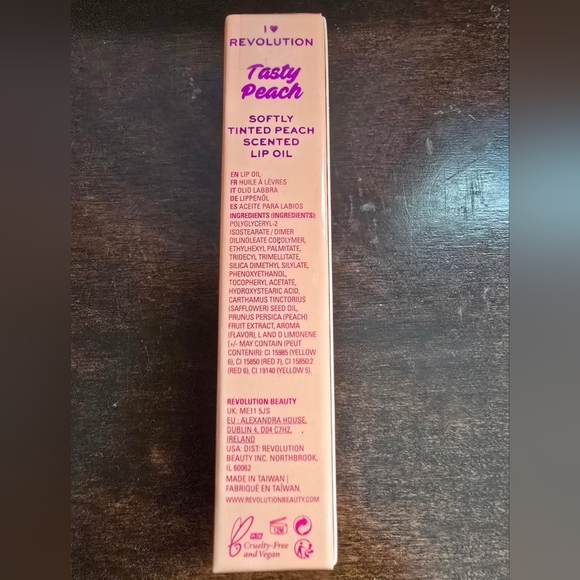 I ♥
REVOLUTION
Tasty
Peach
SOFTLY
TINTED PEACH
SCENTED
LIP OIL
EN LIP OIL
FR HUILE À LÈVRES
IT OLIO LABBRA
DE LIPPENÖL
ES ACEITE PARA LABIOS
INGREDIENTS (INGREDIENTS):
POLYGLYCERYL-2
ISOSTEARATE / DIMER
DILINOLEATE COPOLYMER,
ETHYLHEXYL PALMITATE,
TRIDECYL TRIMELLITATE,
SILICA DIMETHYL SILYLATE,
PHENOXYETHANOL,
TOCOPHERYL ACETATE,
HYDROXYSTEARIC ACID,
CARTHAMUS TINCTORIUS
(SAFFLOWER) SEED OIL,
PRUNUS PERSICA (PEACH)
FRUIT EXTRACT, AROMA
(FLAVOR), L AND D LIMONENE
[+/- MAY CONTAIN (PEUT
CONTENIR): CI 15985 (YELLOW
6), CI 15850 (RED 7), CI 15850:2
(RED 6), CI 19140 (YELLOW 5).
REVOLUTION BEAUTY
UK: ME11 5JS
EU : ALEXANDRA HOUSE,
DUBLIN 4, D04 C7H2,
IRELAND
USA: DIST: REVOLUTION
BEAUTY INC. NORTHBROOK,
IL 60062
MADE IN TAIWAN |
FABRIQUÉ EN TAÏWAN.
WWW.REVOLUTIONBEAUTY.COM
PETA
Cruelty-Free
and Vegan
12M